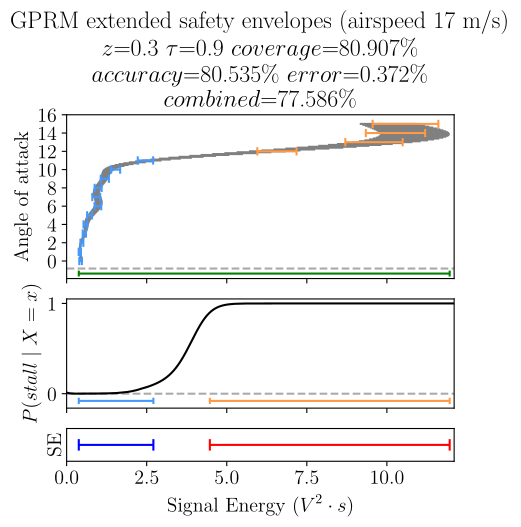 GPRM extended safety envelopes (airspeed 17 m/s)
z=0.3 τ=0.9 coverage=80.907%
accuracy=80.535% error=0.372%
combined=77.586%
16
14
12
10
8
6
4
2
0
Angle of attack
1
0
P(stall | X = x)
SE
0.0 2.5 5.0 7.5 10.0
Signal Energy (V² · s)